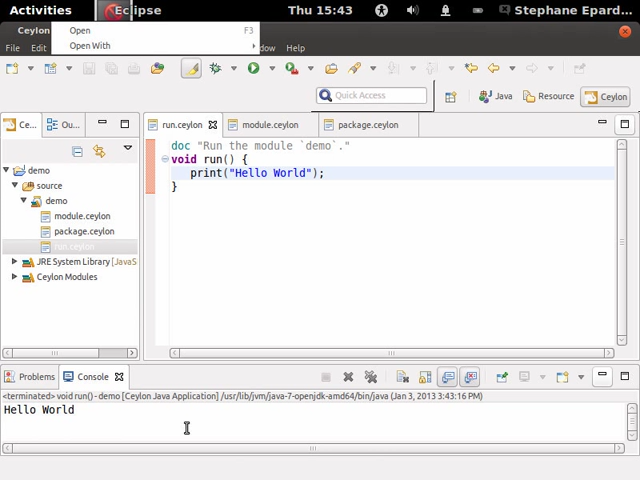 Activities
Eclipse
Thu 15:43
Stephane Epard...
Ceylon
Open F3
File Edit
Open With
dow Help
Quick Access
Java
Resource
Ceylon
Ce...
Ou...
run.ceylon
module.ceylon
package.ceylon
demo
source
demo
module.ceylon
package.ceylon
run.ceylon
JRE System Library [JavaS
Ceylon Modules
doc "Run the module `demo`."
void run() {
print("Hello World");
}
Problems
Console
<terminated> void run() - demo [Ceylon Java Application] /usr/lib/jvm/java-7-openjdk-amd64/bin/java (Jan 3, 2013 3:43:16 PM)
Hello World